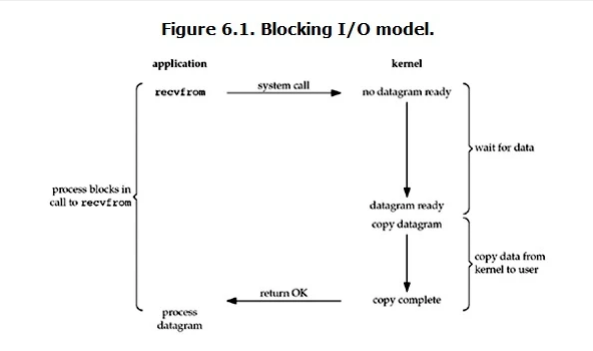 Figure 6.1. Blocking I/O model.
application
kernel
recvfrom
system call
no datagram ready
wait for data
process blocks in
call to recvfrom
datagram ready
copy datagram
copy data from
kernel to user
return OK
copy complete
process
datagram